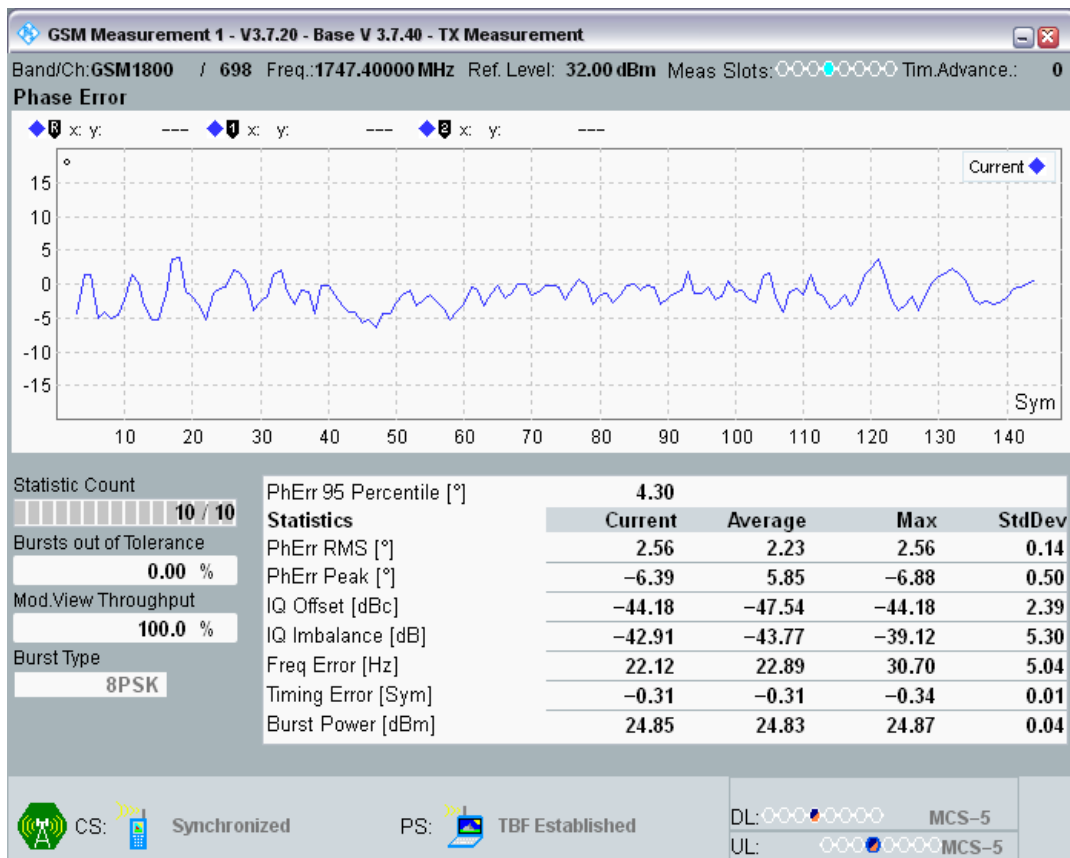 GSM Measurement 1 - V3.7.20 - Base V 3.7.40 - TX Measurement
Band/Ch:GSM1800 / 698 Freq.:1747.40000 MHz Ref. Level: 32.00 dBm Meas Slots: Tim.Advance.: 0
Phase Error
R x: y: --- 1 x: y: --- 2 x: y: ---
°
Current
15
10
5
0
-5
-10
-15
Sym
10 20 30 40 50 60 70 80 90 100 110 120 130 140
Statistic Count
10 / 10
Bursts out of Tolerance
0.00 %
Mod.View Throughput
100.0 %
Burst Type
8PSK
PhErr 95 Percentile [°] 4.30
Statistics Current Average Max StdDev
PhErr RMS [°] 2.56 2.23 2.56 0.14
PhErr Peak [°] −6.39 5.85 −6.88 0.50
IQ Offset [dBc] −44.18 −47.54 −44.18 2.39
IQ Imbalance [dB] −42.91 −43.77 −39.12 5.30
Freq Error [Hz] 22.12 22.89 30.70 5.04
Timing Error [Sym] −0.31 −0.31 −0.34 0.01
Burst Power [dBm] 24.85 24.83 24.87 0.04
CS: Synchronized PS: TBF Established
DL: MCS−5
UL: MCS−5